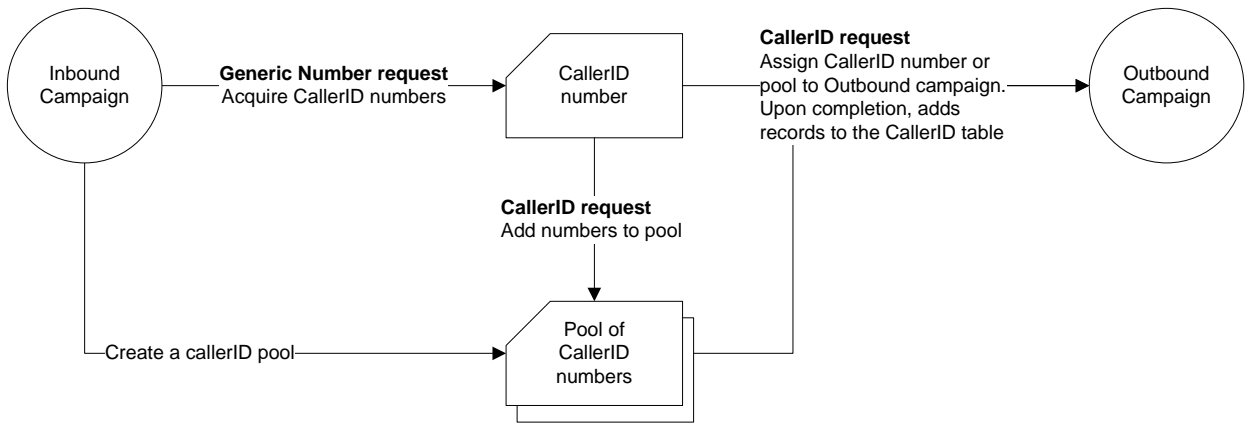 Inbound
Campaign
Generic Number request
Acquire CallerID numbers
CallerID
number
CallerID request
Assign CallerID number or
pool to Outbound campaign.
Upon completion, adds
records to the CallerID table
Outbound
Campaign
CallerID request
Add numbers to pool
Create a callerID pool
Pool of
CallerID
numbers